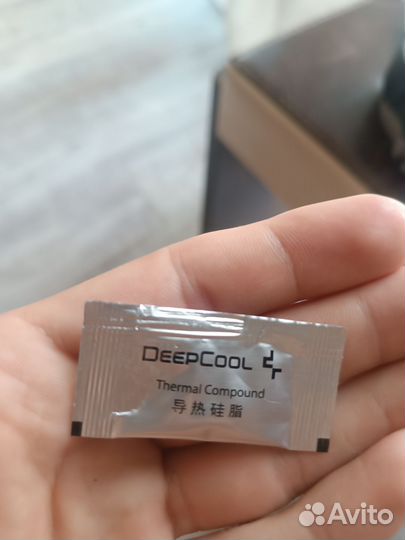 DEEPCOOL
Thermal Compound
导热硅脂
Avito